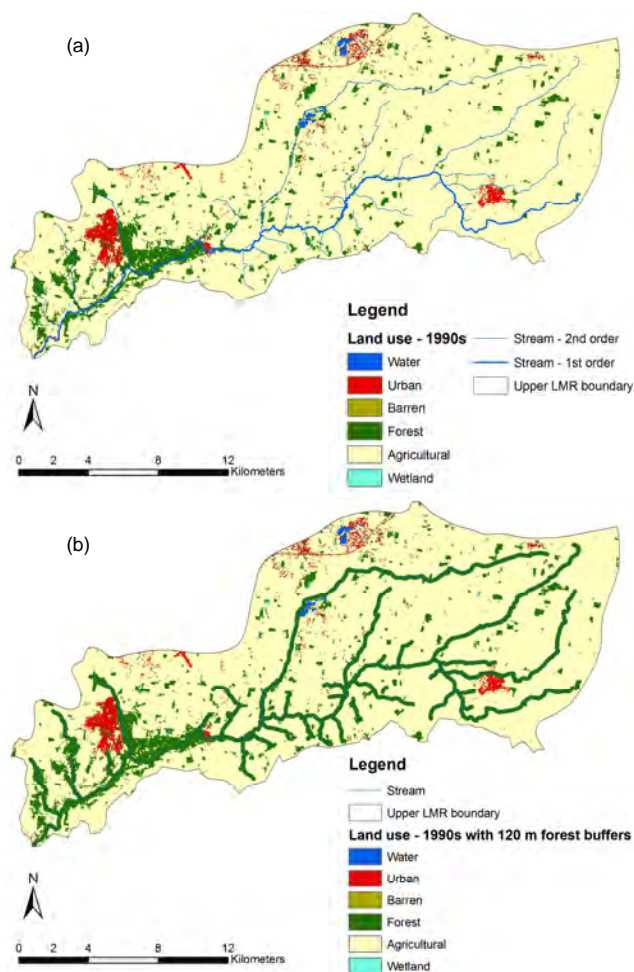 (a)
Legend
Land use - 1990s
Water
Urban
Barren
Forest
Agricultural
Wetland
Stream - 2nd order
Stream - 1st order
Upper LMR boundary
N
0 2 4 8 12
Kilometers
(b)
Legend
Stream
Upper LMR boundary
Land use - 1990s with 120 m forest buffers
Water
Urban
Barren
Forest
Agricultural
Wetland
N
0 2 4 8 12
Kilometers